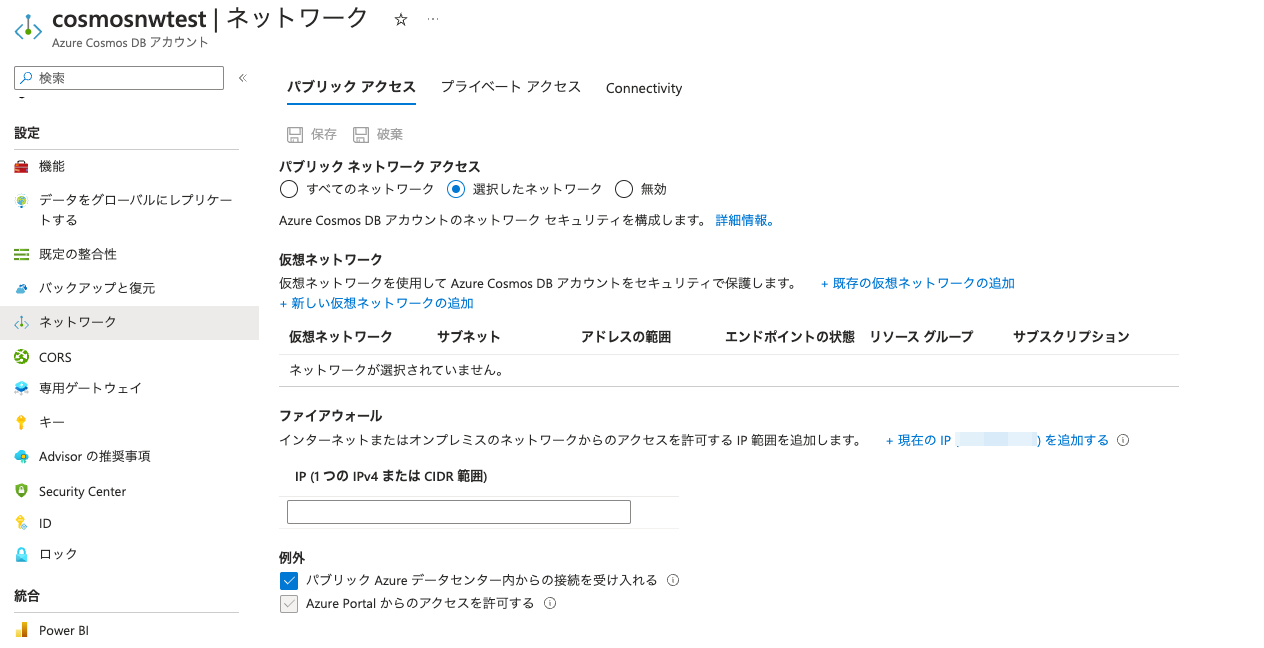 cosmosnwtest | ネットワーク ☆ …
Azure Cosmos DB アカウント
検索 «
設定
機能
データをグローバルにレプリケー
トする
既定の整合性
バックアップと復元
ネットワーク
CORS
専用ゲートウェイ
キー
Advisor の推奨事項
Security Center
ID
ロック
統合
Power BI
パブリック アクセス プライベート アクセス Connectivity
保存 破棄
パブリック ネットワーク アクセス
すべてのネットワーク 選択したネットワーク 無効
Azure Cosmos DB アカウントのネットワーク セキュリティを構成します。 詳細情報。
仮想ネットワーク
仮想ネットワークを使用して Azure Cosmos DB アカウントをセキュリティで保護します。 + 既存の仮想ネットワークの追加
+ 新しい仮想ネットワークの追加
仮想ネットワーク サブネット アドレスの範囲 エンドポイントの状態 リソース グループ サブスクリプション
ネットワークが選択されていません。
ファイアウォール
インターネットまたはオンプレミスのネットワークからのアクセスを許可する IP 範囲を追加します。 + 現在の IP ) を追加する
IP (1 つの IPv4 または CIDR 範囲)
例外
パブリック Azure データセンター内からの接続を受け入れる
Azure Portal からのアクセスを許可する